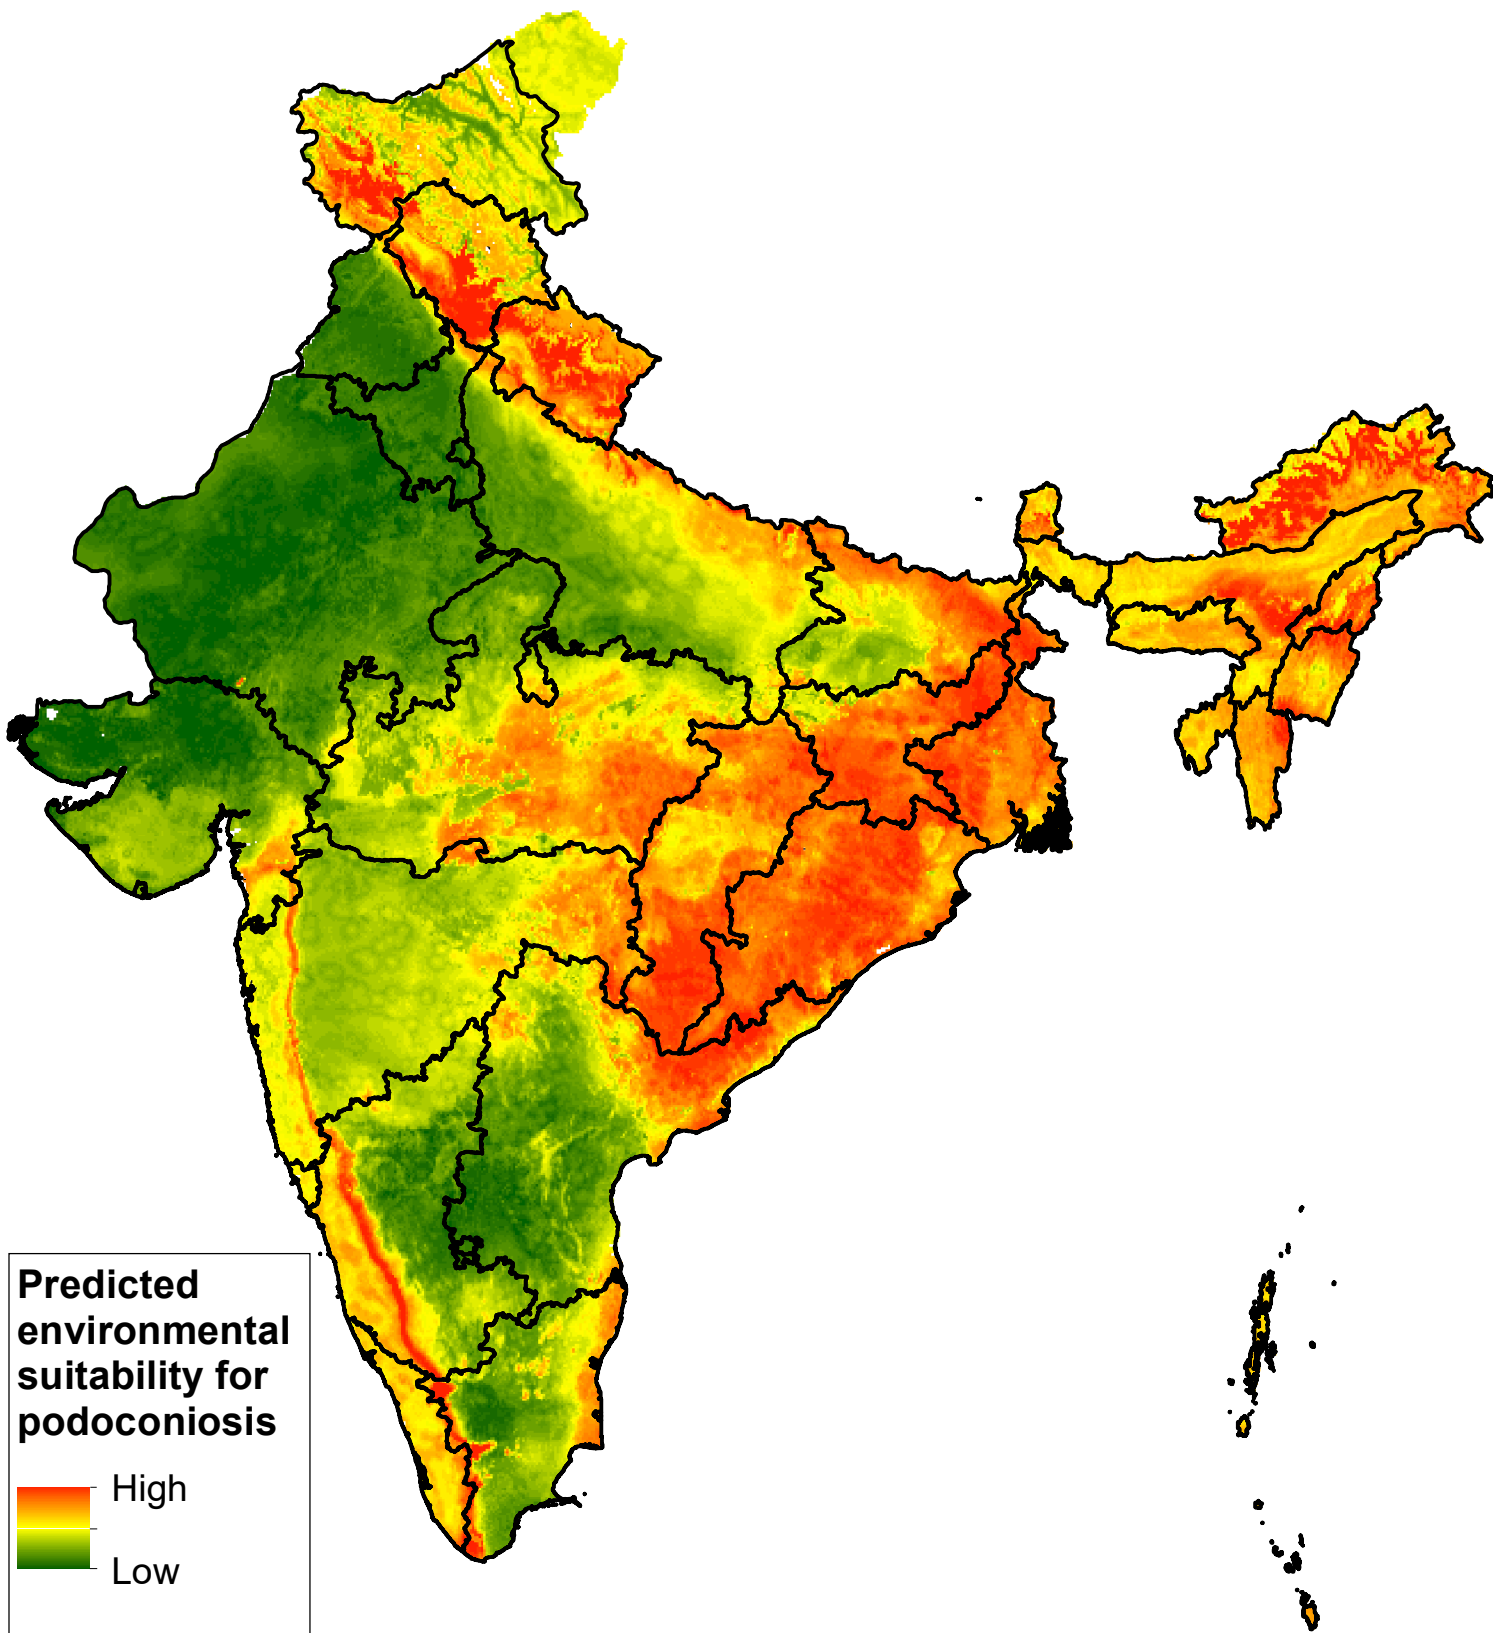 Predicted
environmental
suitability for
podoconiosis
High
Low